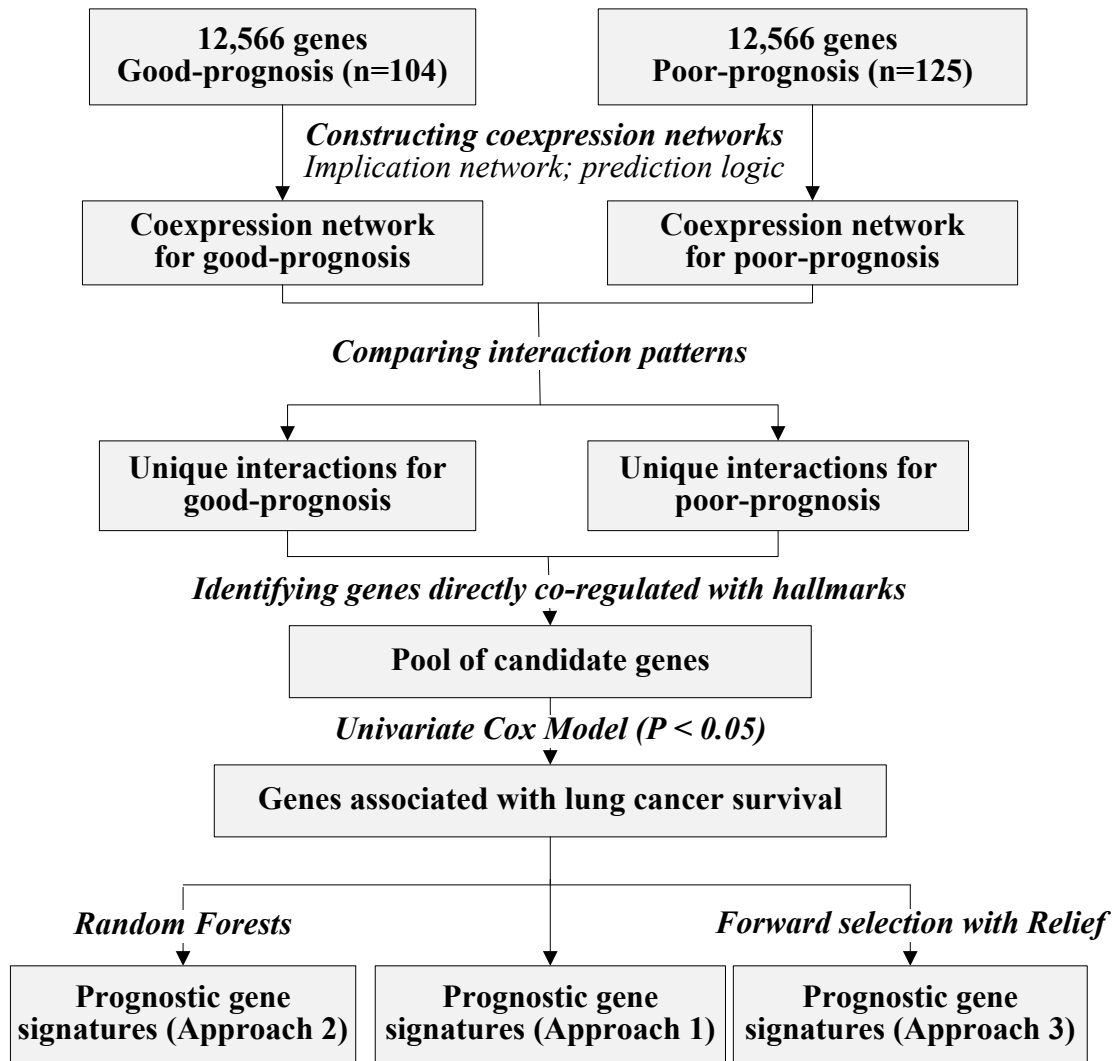 12,566 genes
Good-prognosis (n=104)
12,566 genes
Poor-prognosis (n=125)
Constructing coexpression networks
Implication network; prediction logic
Coexpression network
for good-prognosis
Coexpression network
for poor-prognosis
Comparing interaction patterns
Unique interactions for
good-prognosis
Unique interactions for
poor-prognosis
Identifying genes directly co-regulated with hallmarks
Pool of candidate genes
Univariate Cox Model (P < 0.05)
Genes associated with lung cancer survival
Random Forests
Forward selection with Relief
Prognostic gene
signatures (Approach 2)
Prognostic gene
signatures (Approach 1)
Prognostic gene
signatures (Approach 3)